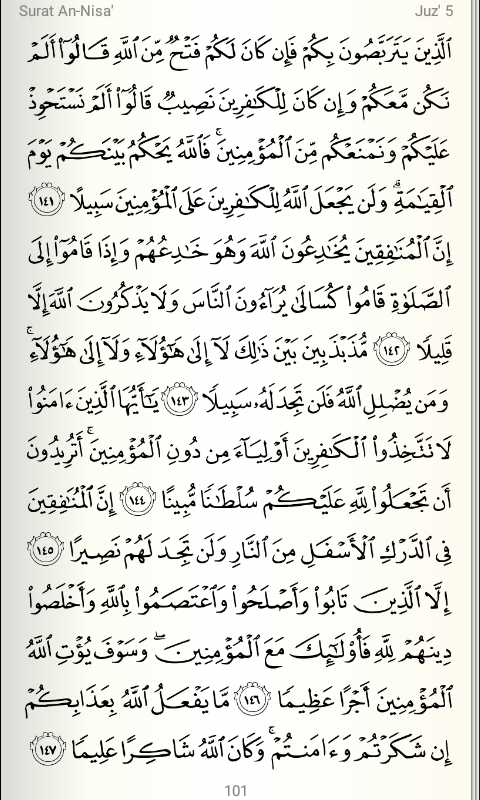 Surat An-Nisa' Juz' 5
ٱلَّذِينَ يَتَرَبَّصُونَ بِكُمْ فَإِن كَانَ لَكُمْ فَتْحٌ مِّنَ ٱللَّهِ قَالُوٓا۟ أَلَمْ
نَكُن مَّعَكُمْ وَإِن كَانَ لِلْكَـٰفِرِينَ نَصِيبٌ قَالُوٓا۟ أَلَمْ نَسْتَحْوِذْ
عَلَيْكُمْ وَنَمْنَعْكُم مِّنَ ٱلْمُؤْمِنِينَ ۚ فَٱللَّهُ يَحْكُمُ بَيْنَكُمْ يَوْمَ
ٱلْقِيَـٰمَةِ ۗ وَلَن يَجْعَلَ ٱللَّهُ لِلْكَـٰفِرِينَ عَلَى ٱلْمُؤْمِنِينَ سَبِيلًا ١٤١
إِنَّ ٱلْمُنَـٰفِقِينَ يُخَـٰدِعُونَ ٱللَّهَ وَهُوَ خَـٰدِعُهُمْ وَإِذَا قَامُوٓا۟ إِلَى
ٱلصَّلَوٰةِ قَامُوا۟ كُسَالَىٰ يُرَآءُونَ ٱلنَّاسَ وَلَا يَذْكُرُونَ ٱللَّهَ إِلَّا
قَلِيلًا ١٤٢ مُّذَبْذَبِينَ بَيْنَ ذَٰلِكَ لَآ إِلَىٰ هَـٰٓؤُلَآءِ وَلَآ إِلَىٰ هَـٰٓؤُلَآءِ ۚ
وَمَن يُضْلِلِ ٱللَّهُ فَلَن تَجِدَ لَهُۥ سَبِيلًا ١٤٣ يَـٰٓأَيُّهَا ٱلَّذِينَ ءَامَنُوا۟
لَا تَتَّخِذُوا۟ ٱلْكَـٰفِرِينَ أَوْلِيَآءَ مِن دُونِ ٱلْمُؤْمِنِينَ ۚ أَتُرِيدُونَ
أَن تَجْعَلُوا۟ لِلَّهِ عَلَيْكُمْ سُلْطَـٰنًا مُّبِينًا ١٤٤ إِنَّ ٱلْمُنَـٰفِقِينَ
فِى ٱلدَّرْكِ ٱلْأَسْفَلِ مِنَ ٱلنَّارِ وَلَن تَجِدَ لَهُمْ نَصِيرًا ١٤٥
إِلَّا ٱلَّذِينَ تَابُوا۟ وَأَصْلَحُوا۟ وَٱعْتَصَمُوا۟ بِٱللَّهِ وَأَخْلَصُوا۟
دِينَهُمْ لِلَّهِ فَأُو۟لَـٰٓئِكَ مَعَ ٱلْمُؤْمِنِينَ ۖ وَسَوْفَ يُؤْتِ ٱللَّهُ
ٱلْمُؤْمِنِينَ أَجْرًا عَظِيمًا ١٤٦ مَّا يَفْعَلُ ٱللَّهُ بِعَذَابِكُمْ
إِن شَكَرْتُمْ وَءَامَنتُمْ ۚ وَكَانَ ٱللَّهُ شَاكِرًا عَلِيمًا ١٤٧
101